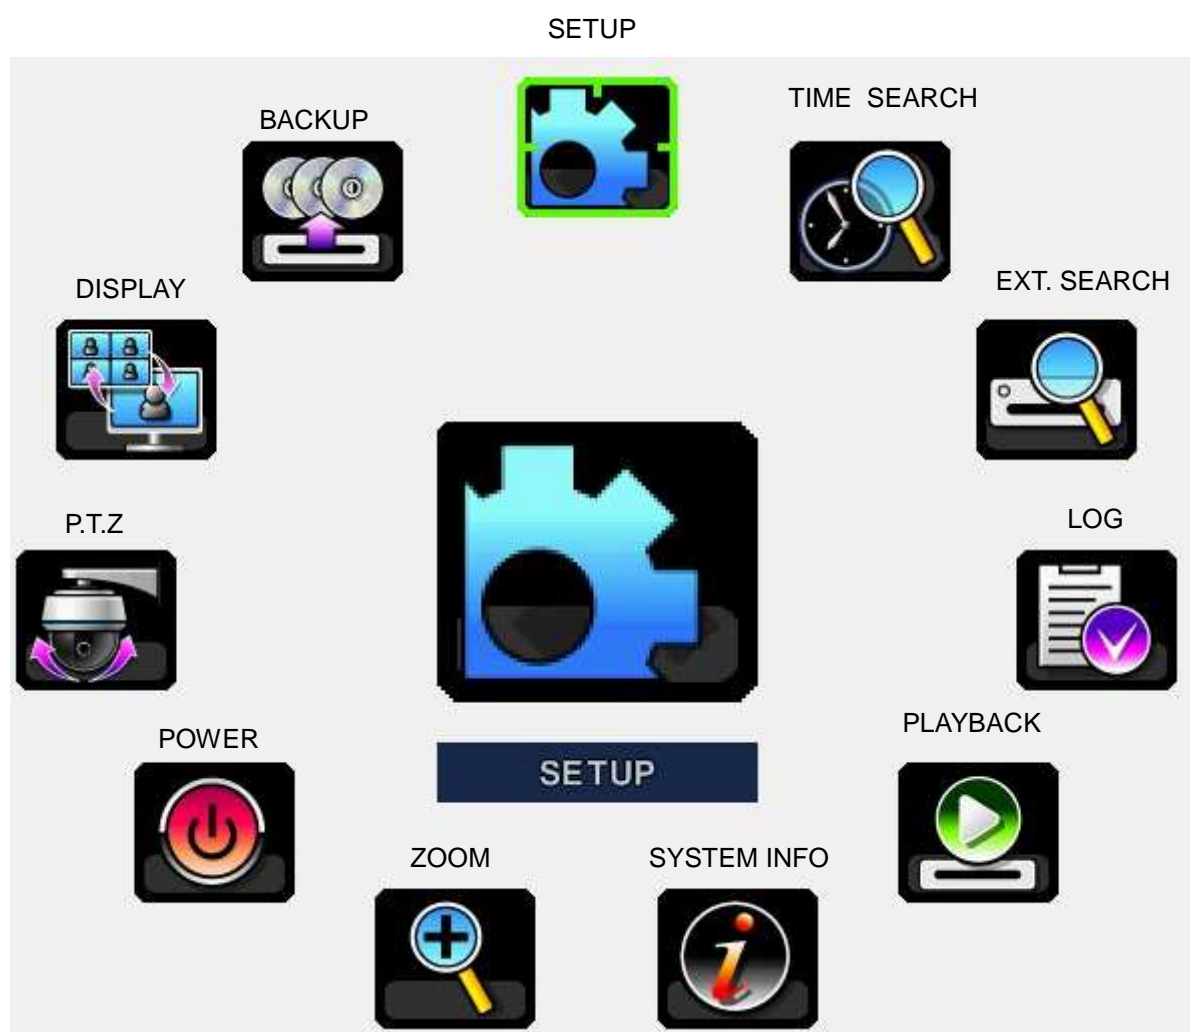 SETUP
TIME SEARCH
BACKUP
EXT. SEARCH
DISPLAY
LOG
P.T.Z
PLAYBACK
POWER
SETUP
ZOOM
SYSTEM INFO